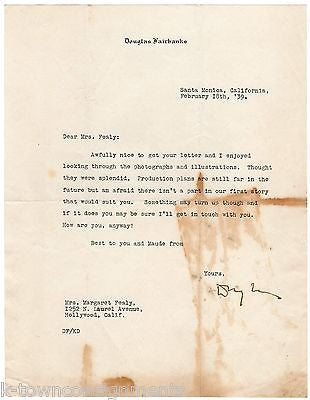 Douglas Fairbanks
Santa Monica, California,
February 18th, '39.
Dear Mrs. Fealy:
Awfully nice to get your letter and I enjoyed
looking through the photographs and illustrations. Thought
they were splendid. Production plans are still far in the
future but am afraid there isn't a part in our first story
that would suit you. Something may turn up though and
if it does you may be sure I'll get in touch with you.
How are you, anyway?
Best to you and Maude from
Yours,
Mrs. Margaret Fealy,
1252 N. Laurel Avenue,
Hollywood, Calif.
DF/KD
k-townconsignments